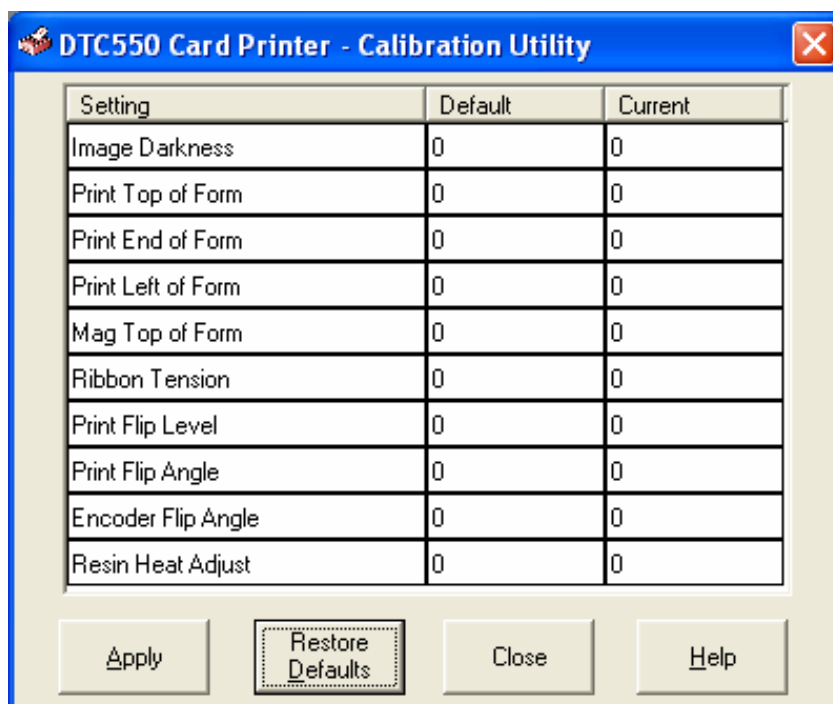 DTC550 Card Printer - Calibration Utility
Setting Default Current
Image Darkness 0 0
Print Top of Form 0 0
Print End of Form 0 0
Print Left of Form 0 0
Mag Top of Form 0 0
Ribbon Tension 0 0
Print Flip Level 0 0
Print Flip Angle 0 0
Encoder Flip Angle 0 0
Resin Heat Adjust 0 0
Apply Restore Defaults Close Help